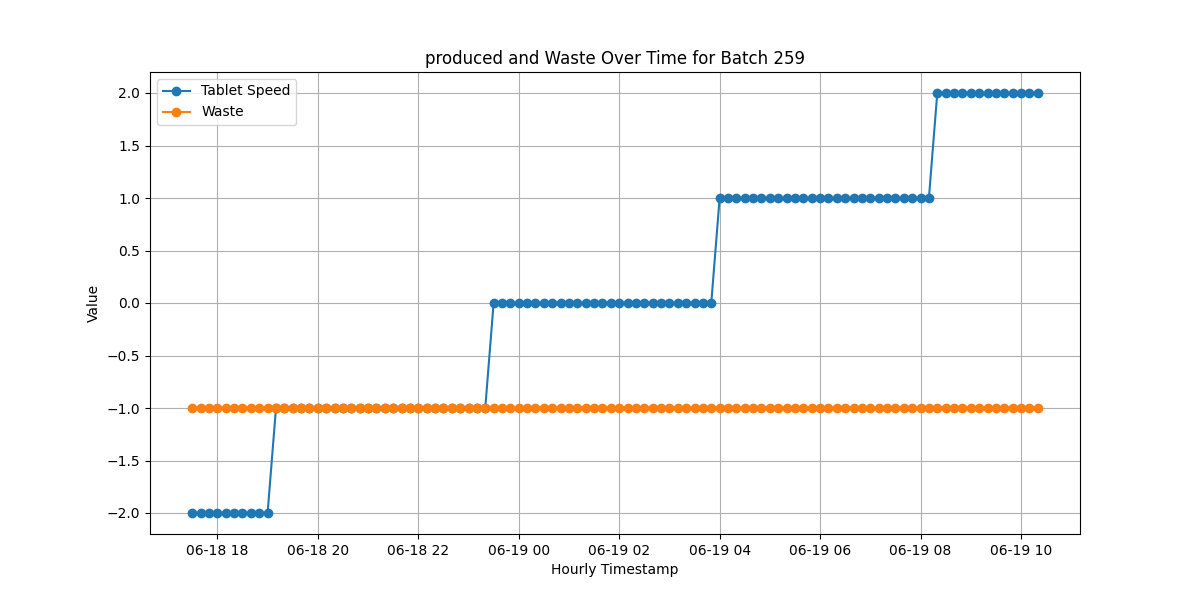 produced and Waste Over Time for Batch 259
Tablet Speed
Waste
2.0
1.5
1.0
0.5
0.0
−0.5
−1.0
−1.5
−2.0
Value
06-18 18 06-18 20 06-18 22 06-19 00 06-19 02 06-19 04 06-19 06 06-19 08 06-19 10
Hourly Timestamp